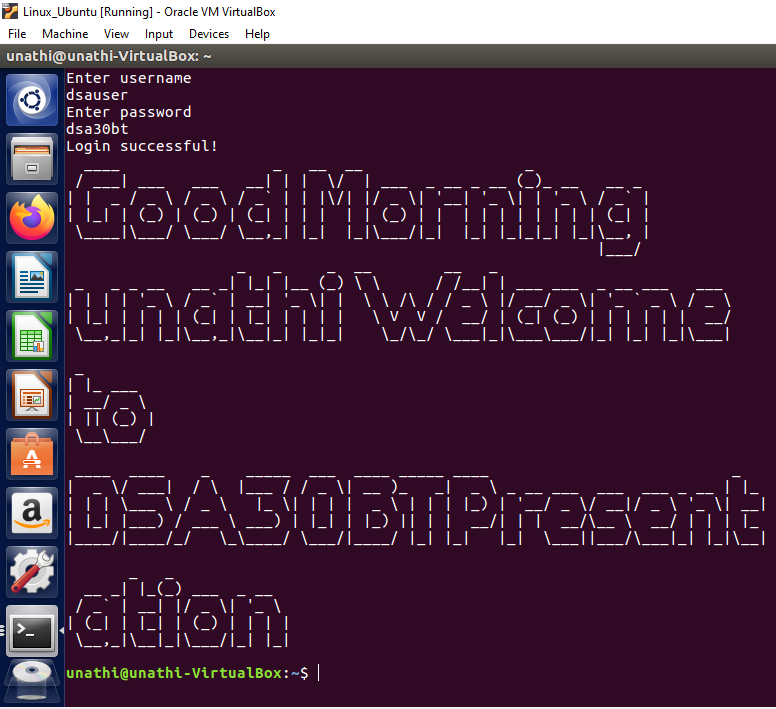 Linux_Ubuntu [Running] - Oracle VM VirtualBox
File Machine View Input Devices Help
unathi@unathi-VirtualBox: ~
Enter username
dsauser
Enter password
dsa30bt
Login successful!
Good Morning
unathi Welcome
to
DSA30BTPresent
ation
unathi@unathi-VirtualBox:~$